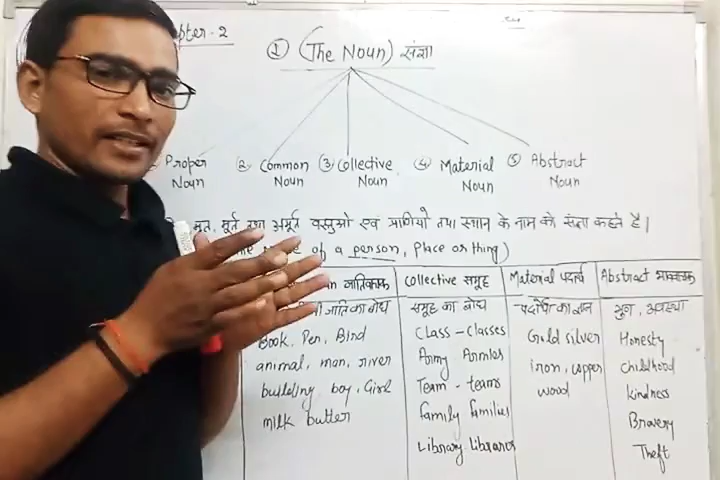 pter-2
① (The Noun) संज्ञा
Proper Noun
② Common Noun
③ Collective Noun
④ Material Noun
⑤ Abstract Noun
मूर्त तथा अमूर्त वस्तुओ एवं प्राणियो तथा स्थान के नाम को संज्ञा कहते है।
of a person, Place or thing)
जातिवाचक
Collective समूह
Material पदार्थ
Abstract भाववाचक
जाति का बोध
समूह का बोध
गुण, अवस्था
Book, Pen, Bird
animal, man, river
building boy, Girl
milk butter
Class - Classes
Army Armies
Team - teams
Family families
Library Libraries
Gold silver
iron, copper
wood
Honesty
childhood
kindness
Bravery
Theft